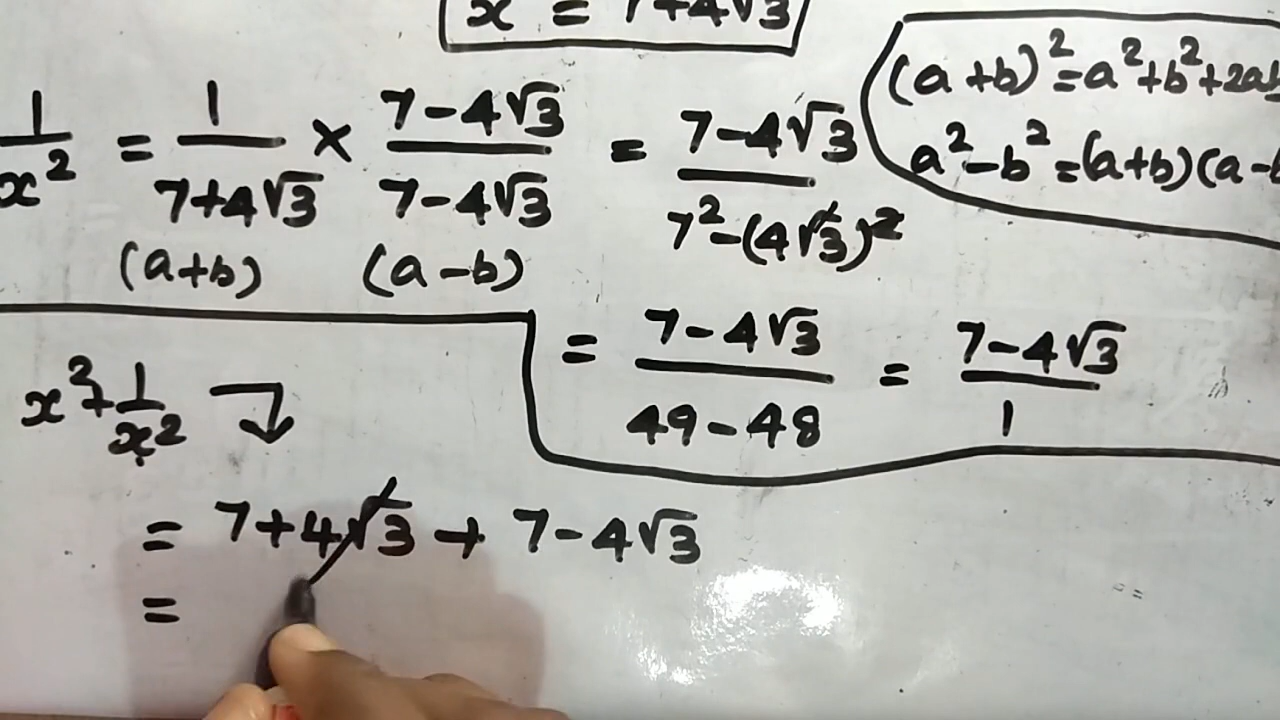 x = 7+4√3
(a+b)² = a²+b²+2ab
a²-b² = (a+b)(a-b
1/x² = 1/(7+4√3) × (7-4√3)/(7-4√3) = (7-4√3)/(7²-(4√3)²)
(a+b) (a-b)
= (7-4√3)/(49-48) = (7-4√3)/1
x²+1/x²
= 7+4√3 + 7-4√3
=